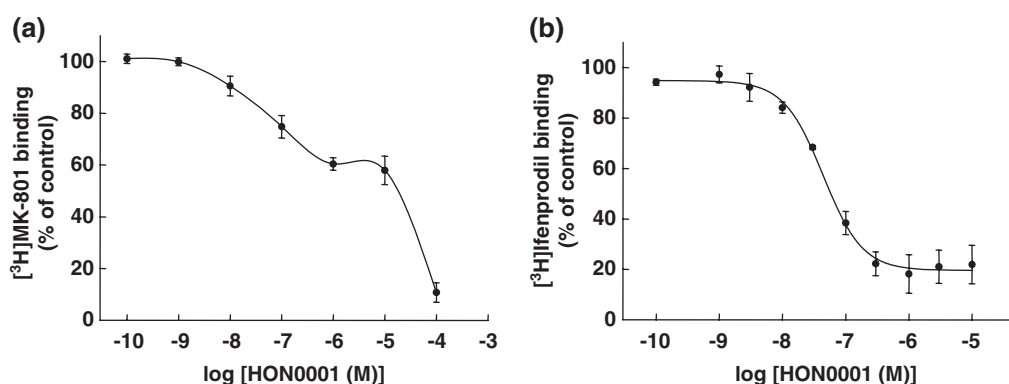 (a)
[³H]MK-801 binding
(% of control)
100
80
60
40
20
0
-10 -9 -8 -7 -6 -5 -4 -3
log [HON0001 (M)]
(b)
[³H]Ifenprodil binding
(% of control)
100
80
60
40
20
0
-10 -9 -8 -7 -6 -5
log [HON0001 (M)]